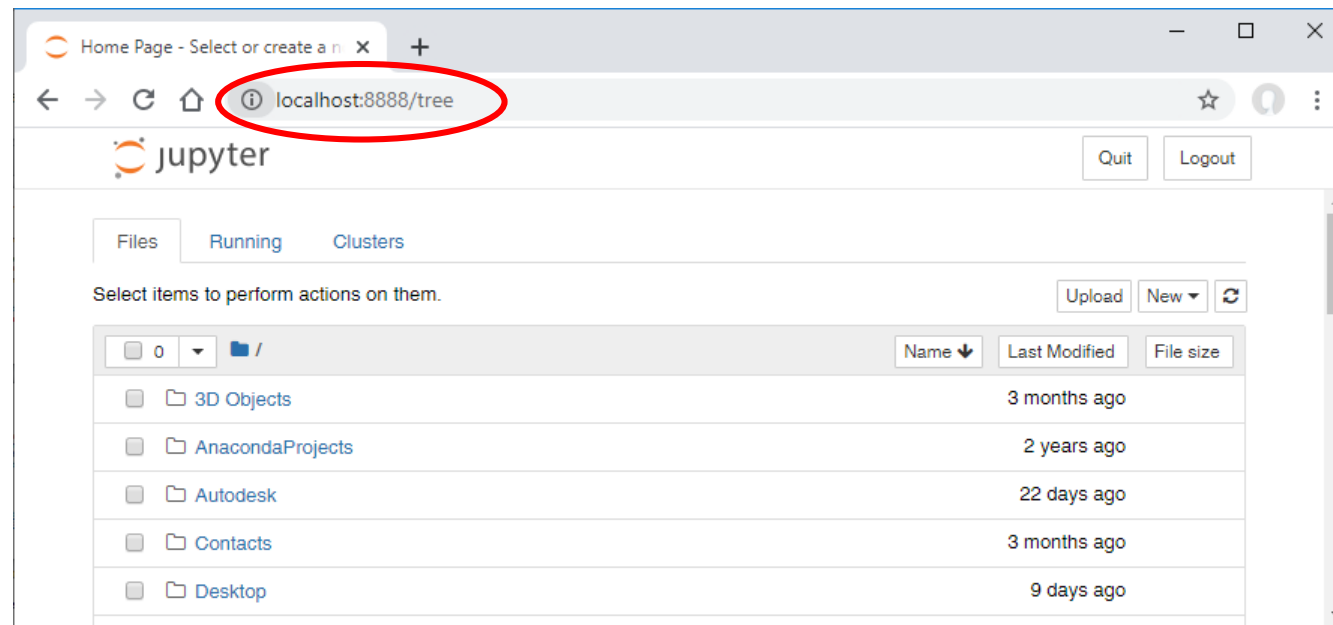 Home Page - Select or create a n
localhost:8888/tree
jupyter
Quit Logout
Files Running Clusters
Select items to perform actions on them.
Upload New
0 / Name Last Modified File size
3D Objects 3 months ago
AnacondaProjects 2 years ago
Autodesk 22 days ago
Contacts 3 months ago
Desktop 9 days ago